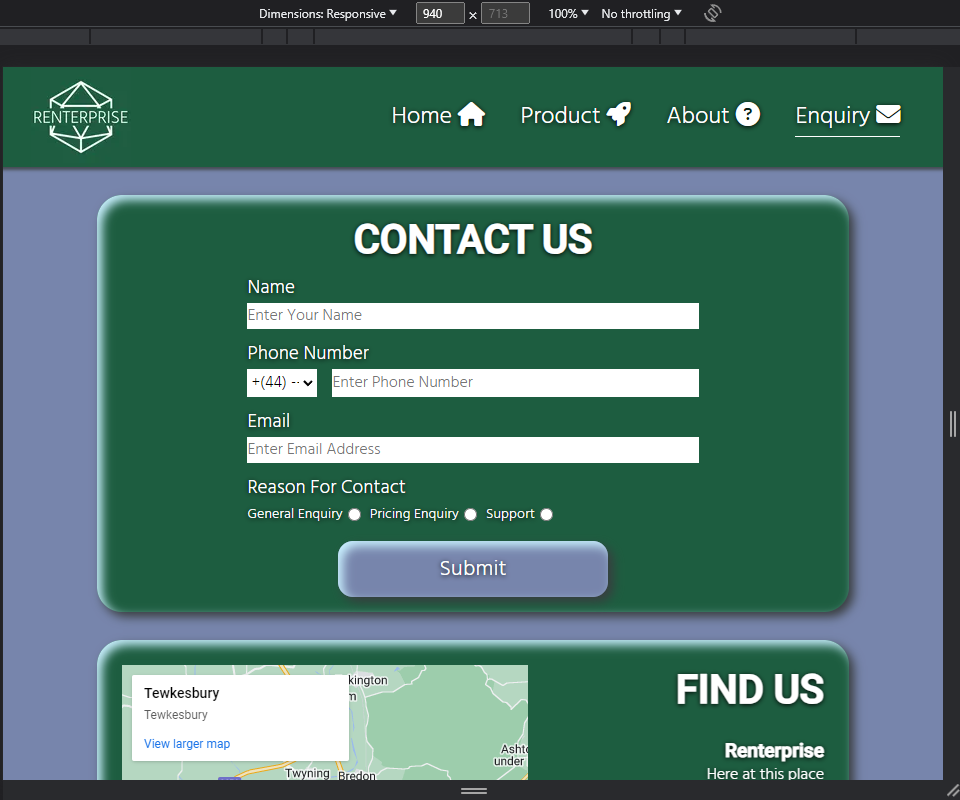 Dimensions: Responsive 940 × 713 100% No throttling
RENTERPRISE
Home Product About ? Enquiry
CONTACT US
Name
Enter Your Name
Phone Number
+(44) -- Enter Phone Number
Email
Enter Email Address
Reason For Contact
General Enquiry Pricing Enquiry Support
Submit
Tewkesbury
Tewkesbury
View larger map
kington
m
Ashto
under
Twyning Bredon
FIND US
Renterprise
Here at this place